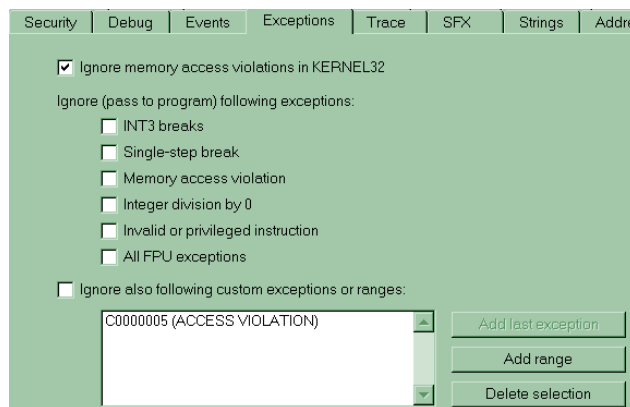 Security Debug Events Exceptions Trace SFX Strings Addre
Ignore memory access violations in KERNEL32
Ignore (pass to program) following exceptions:
INT3 breaks
Single-step break
Memory access violation
Integer division by 0
Invalid or privileged instruction
All FPU exceptions
Ignore also following custom exceptions or ranges:
C0000005 (ACCESS VIOLATION)
Add last exception
Add range
Delete selection